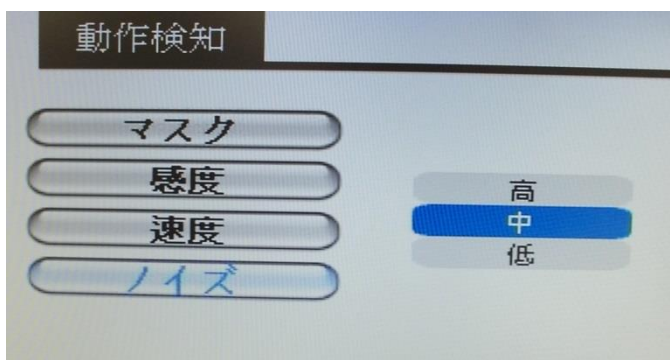 動作検知
マスク
感度
速度
ノイズ
高
中
低